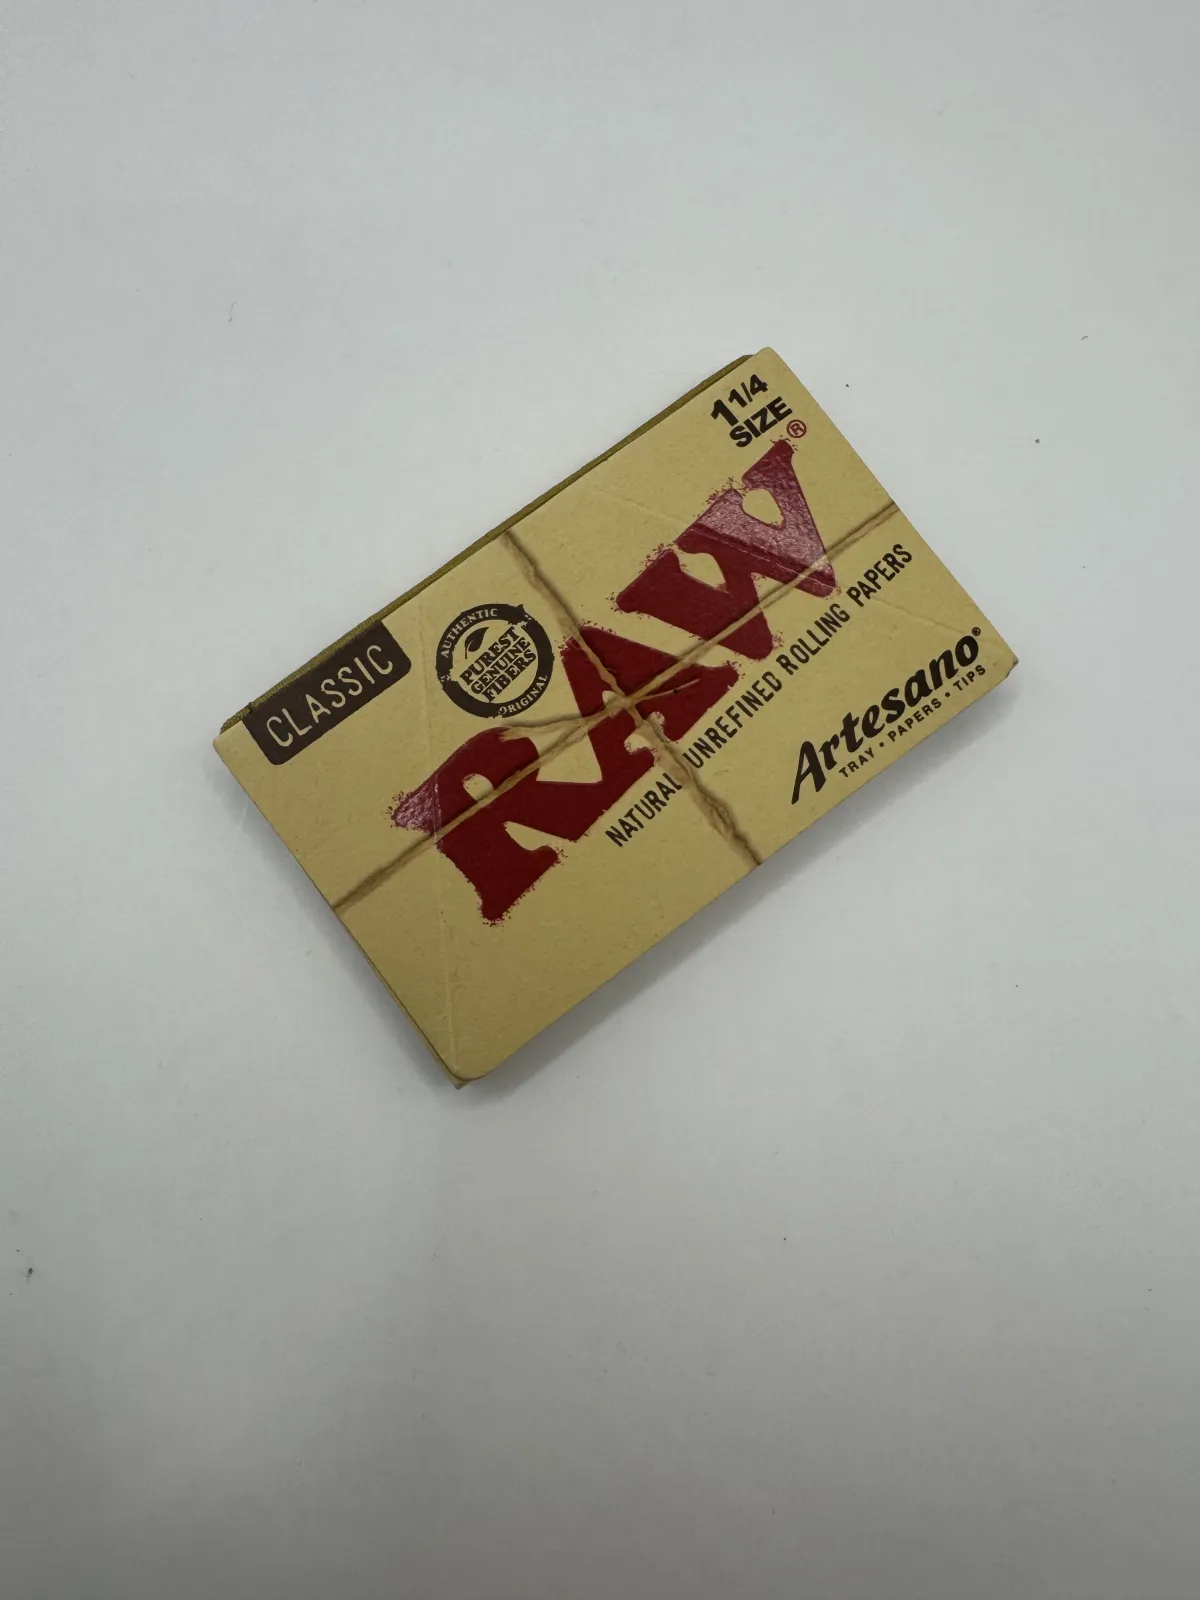 1 1/4
SIZE
CLASSIC
AUTHENTIC
PUREST
GENUINE
FIBERS
ORIGINAL
RAW®
NATURAL UNREFINED ROLLING PAPERS
Artesano®
TRAY • PAPERS • TIPS